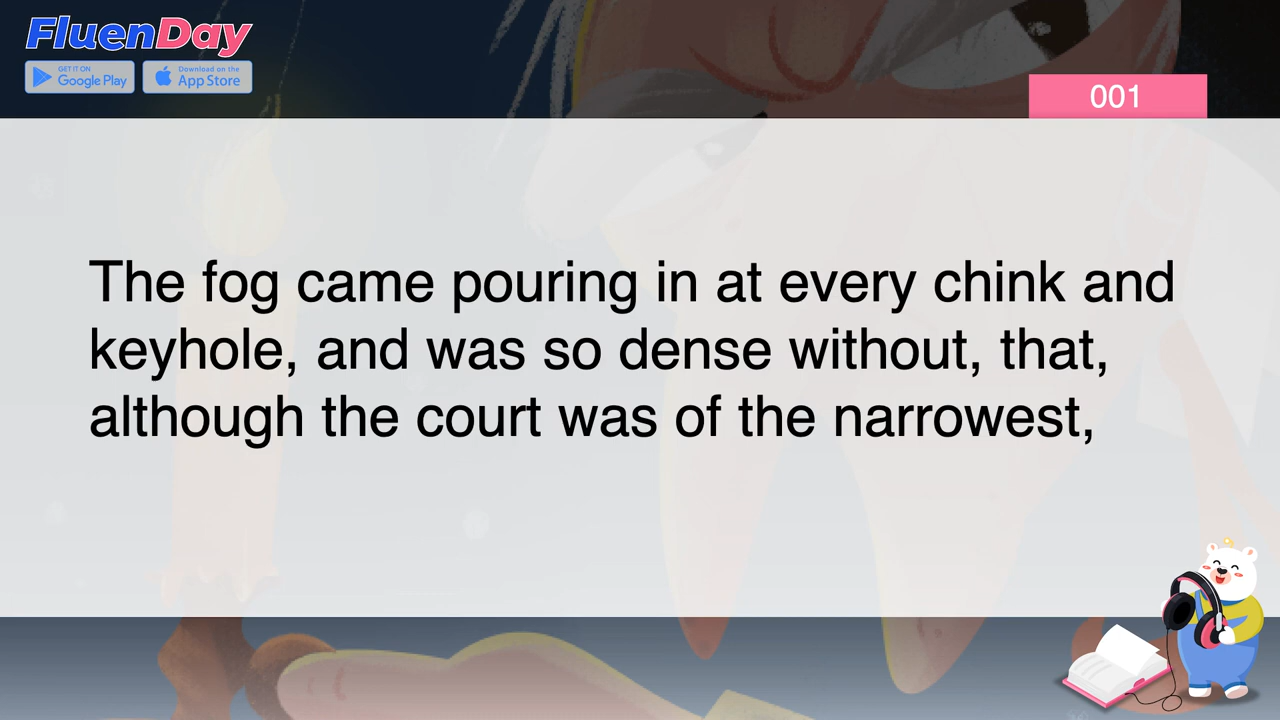 FluenDay
GET IT ON
Google Play
Download on the
App Store
001
The fog came pouring in at every chink and
keyhole, and was so dense without, that,
although the court was of the narrowest,